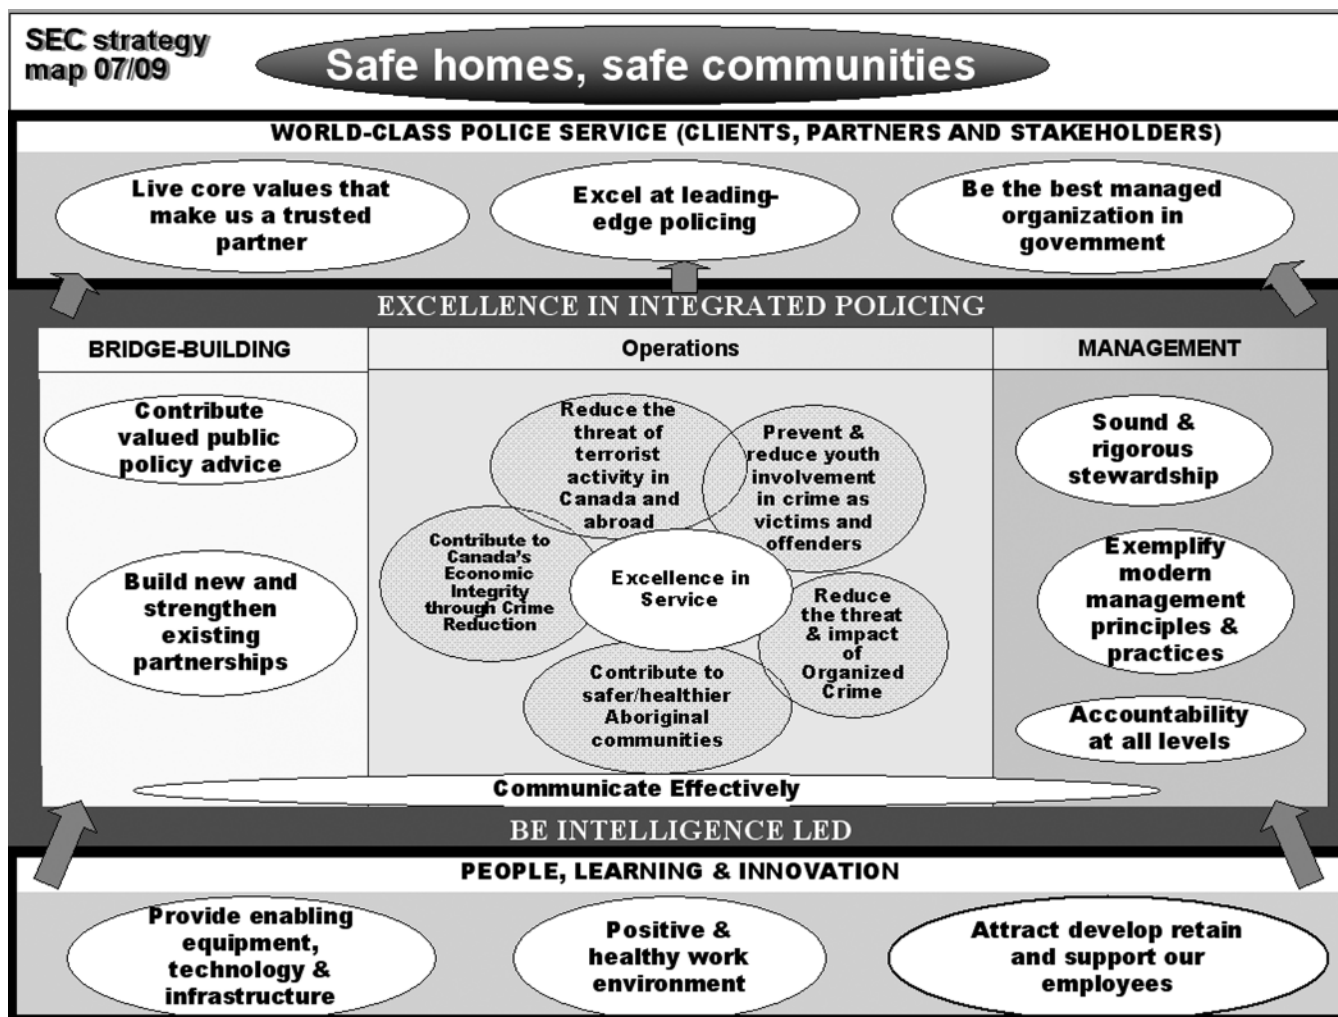 SEC strategy
map 07/09
Safe homes, safe communities
WORLD-CLASS POLICE SERVICE (CLIENTS, PARTNERS AND STAKEHOLDERS)
Live core values that
make us a trusted
partner
Excel at leading-
edge policing
Be the best managed
organization in
government
EXCELLENCE IN INTEGRATED POLICING
BRIDGE-BUILDING
Contribute
valued public
policy advice
Build new and
strengthen
existing
partnerships
Operations
Reduce the
threat of
terrorist
activity in
Canada and
abroad
Prevent &
reduce youth
involvement
in crime as
victims and
offenders
Contribute to
Canada's
Economic
Integrity
through Crime
Reduction
Excellence in
Service
Reduce
the threat
& impact
of
Organized
Crime
Contribute to
safer/healthier
Aboriginal
communities
MANAGEMENT
Sound &
rigorous
stewardship
Exemplify
modern
management
principles &
practices
Accountability
at all levels
Communicate Effectively
BE INTELLIGENCE LED
PEOPLE, LEARNING & INNOVATION
Provide enabling
equipment,
technology &
infrastructure
Positive &
healthy work
environment
Attract develop retain
and support our
employees